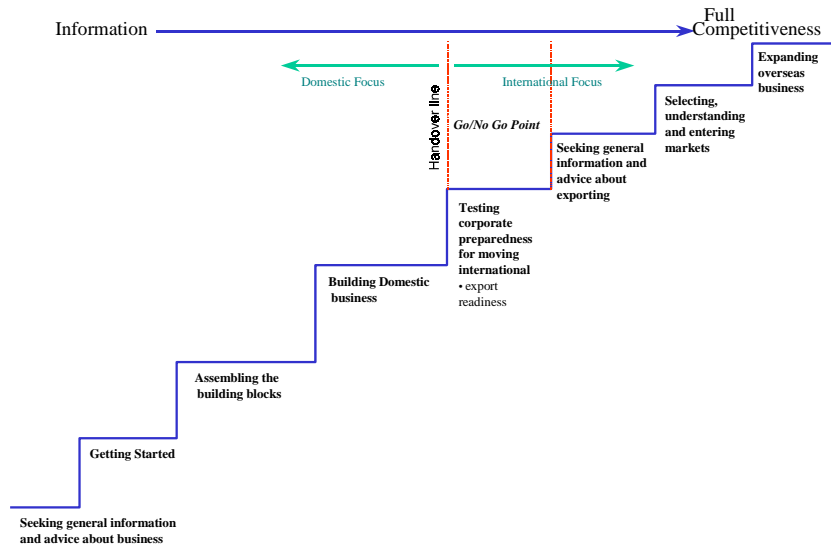 Information
Full
Competitiveness
Domestic Focus
International Focus
Handover line
Go/No Go Point
Expanding
overseas
business
Selecting,
understanding
and entering
markets
Seeking general
information and
advice about
exporting
Testing
corporate
preparedness
for moving
international
• export
readiness
Building Domestic
business
Assembling the
building blocks
Getting Started
Seeking general information
and advice about business